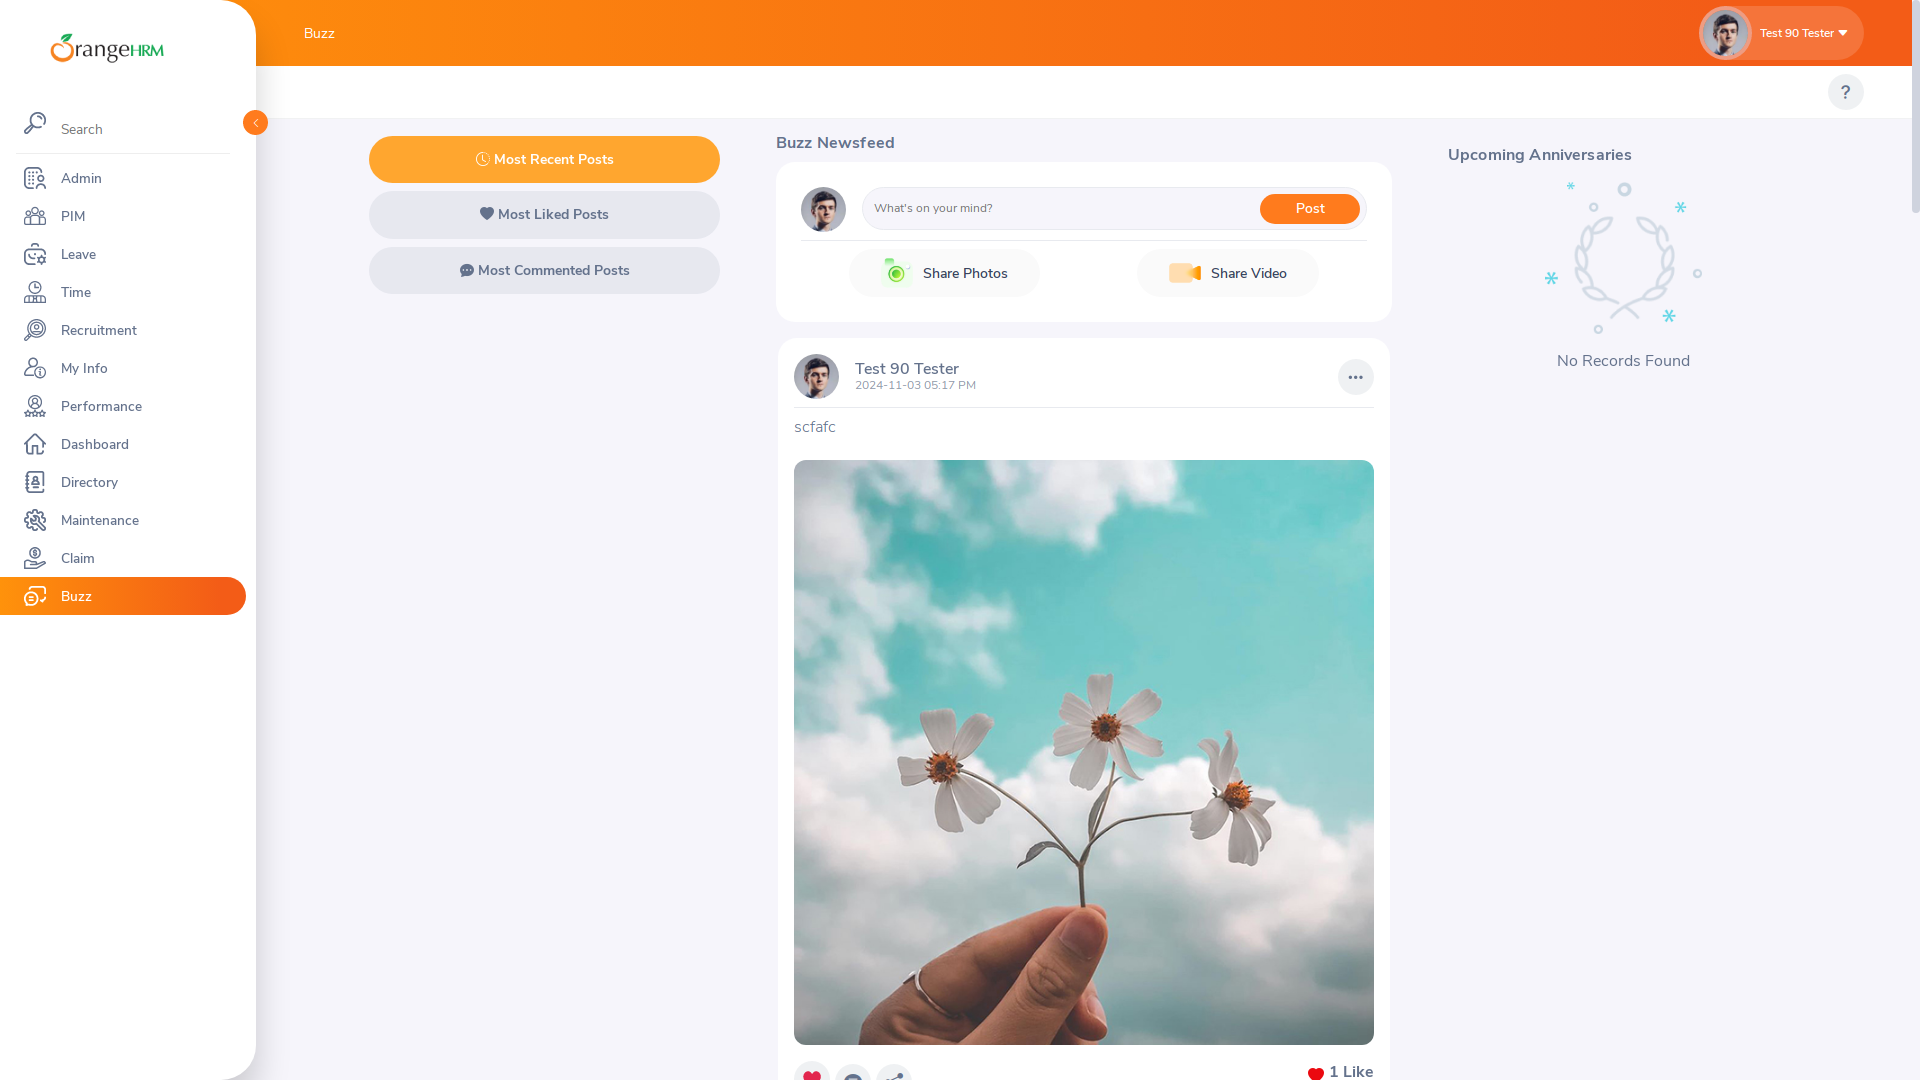 rangeHRM
Search
Admin
PIM
Leave
Time
Recruitment
My Info
Performance
Dashboard
Directory
Maintenance
Claim
Buzz
Buzz
Test 90 Tester
?
Most Recent Posts
Most Liked Posts
Most Commented Posts
Buzz Newsfeed
What's on your mind?
Post
Share Photos
Share Video
Test 90 Tester
2024-11-03 05:17 PM
scfafc
1 Like
Upcoming Anniversaries
No Records Found